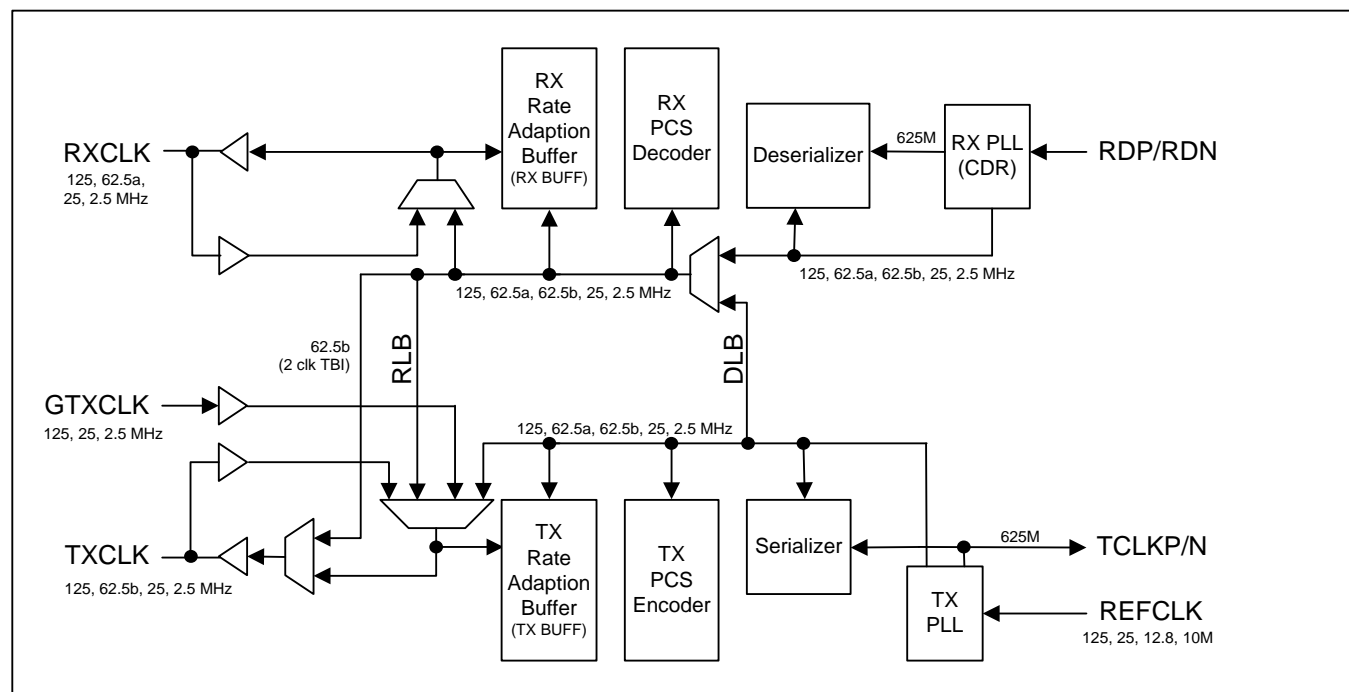 RX
Rate
Adaption
Buffer
(RX BUFF)
RX
PCS
Decoder
Deserializer
625M
RX PLL
(CDR)
RDP/RDN
RXCLK
125, 62.5a,
25, 2.5 MHz
125, 62.5a, 62.5b, 25, 2.5 MHz
125, 62.5a, 62.5b, 25, 2.5 MHz
62.5b
(2 clk TBI)
RLB
DLB
GTXCLK
125, 25, 2.5 MHz
125, 62.5a, 62.5b, 25, 2.5 MHz
TXCLK
125, 62.5b, 25, 2.5 MHz
TX
Rate
Adaption
Buffer
(TX BUFF)
TX
PCS
Encoder
Serializer
625M
TCLKP/N
TX
PLL
REFCLK
125, 25, 12.8, 10M